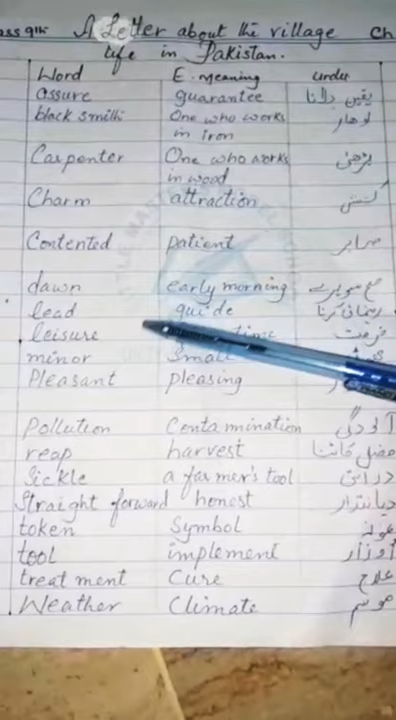 ass 9th A Letter about the village Ch
life in Pakistan.
Word E. meaning Urdu
assure guarantee یقین دلانا
black smith One who works لوہار
in iron
Carpenter One who works بڑھئی
in wood
Charm attraction کشش
Contented patient صابر
dawn early morning صبح سویرے
lead guide رہنمائی کرنا
leisure time فرصت
minor Small
Pleasant pleasing
Pollution Contamination آلودگی
reap harvest فصل کاٹنا
Sickle a farmer's tool درانتی
Straight forward honest دیانتدار
token Symbol
tool implement اوزار
treatment Cure علاج
Weather Climate موسم